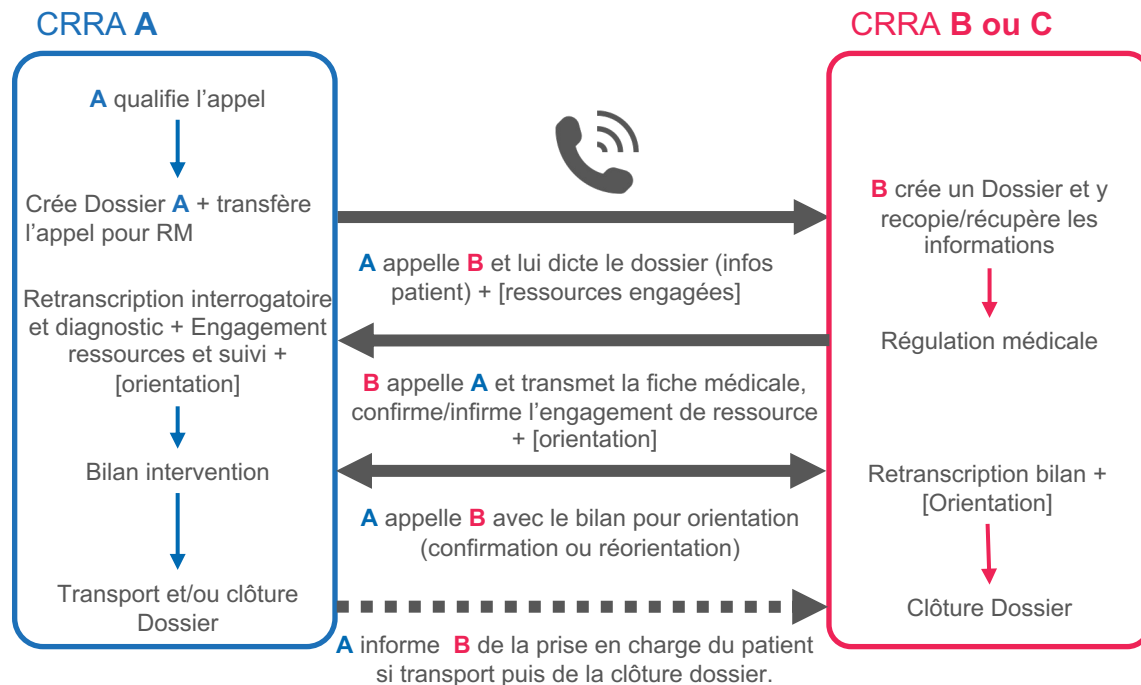 CRRA A
CRRA B ou C
A qualifie l’appel
Crée Dossier A + transfère
l’appel pour RM
Retranscription interrogatoire
et diagnostic + Engagement
ressources et suivi +
[orientation]
Bilan intervention
Transport et/ou clôture
Dossier
A appelle B et lui dicte le dossier (infos
patient) + [ressources engagées]
B appelle A et transmet la fiche médicale,
confirme/infirme l’engagement de ressource
+ [orientation]
A appelle B avec le bilan pour orientation
(confirmation ou réorientation)
A informe B de la prise en charge du patient
si transport puis de la clôture dossier.
B crée un Dossier et y
recopie/récupère les
informations
Régulation médicale
Retranscription bilan +
[Orientation]
Clôture Dossier